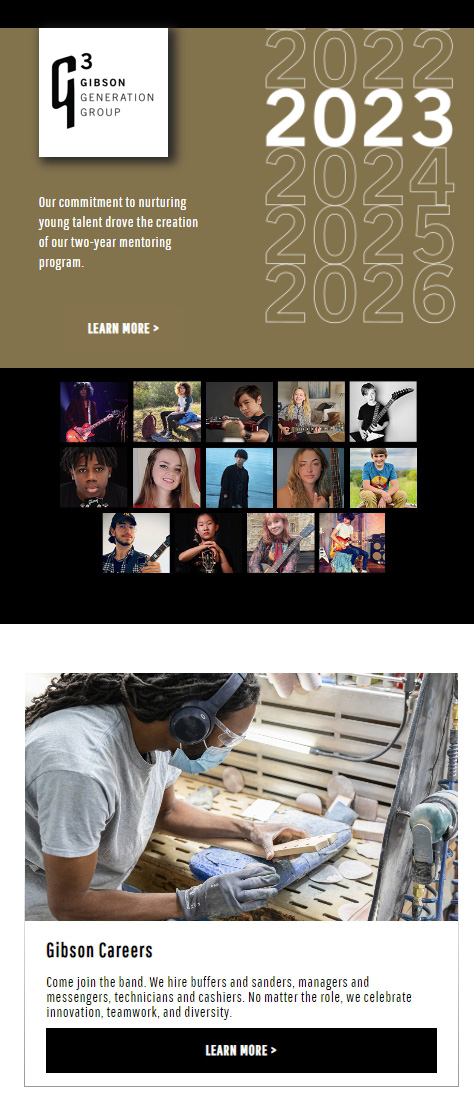 G3
GIBSON
GENERATION
GROUP
2022
2023
2024
2025
2026
Our commitment to nurturing
young talent drove the creation
of our two-year mentoring
program.
LEARN MORE >
Gibson Careers
Come join the band. We hire buffers and sanders, managers and
messengers, technicians and cashiers. No matter the role, we celebrate
innovation, teamwork, and diversity.
LEARN MORE >